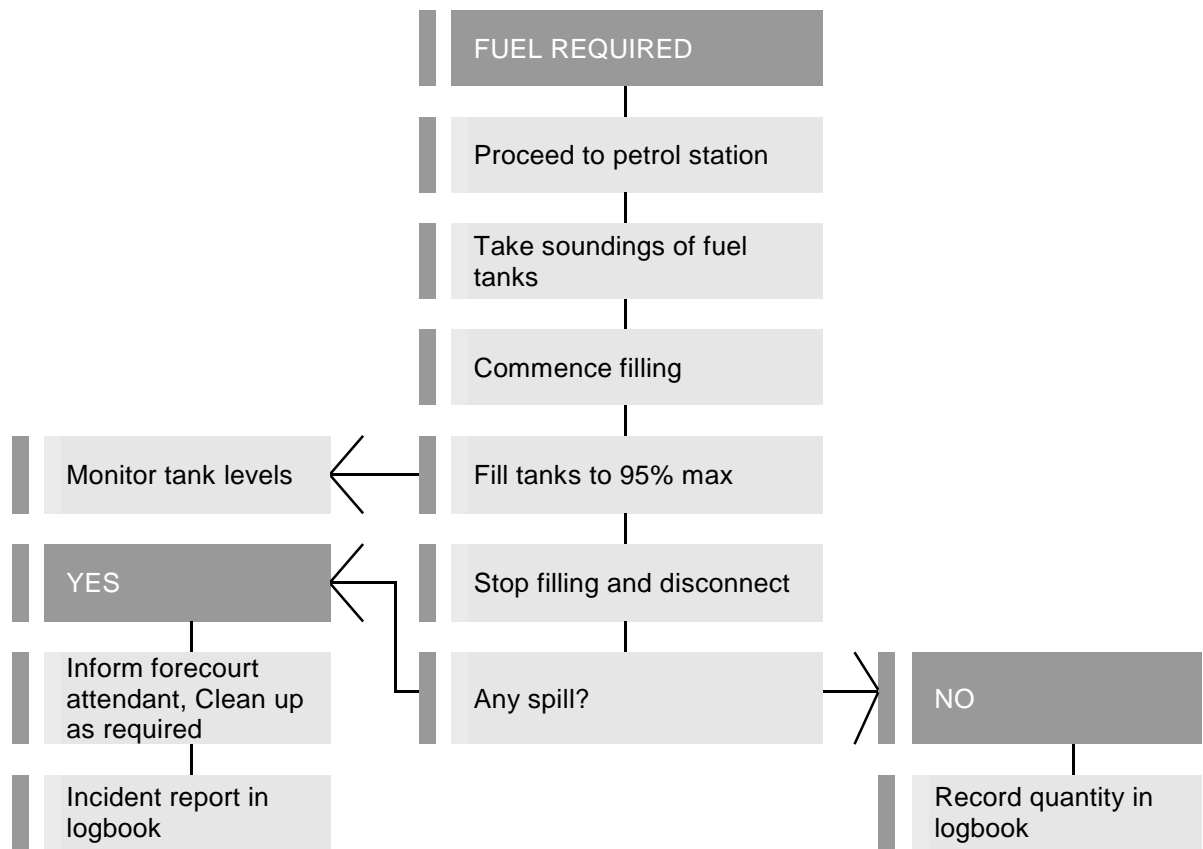 FUEL REQUIRED
Proceed to petrol station
Take soundings of fuel
tanks
Commence filling
Monitor tank levels
Fill tanks to 95% max
YES
Stop filling and disconnect
Inform forecourt
attendant, Clean up
as required
Any spill?
NO
Incident report in
logbook
Record quantity in
logbook